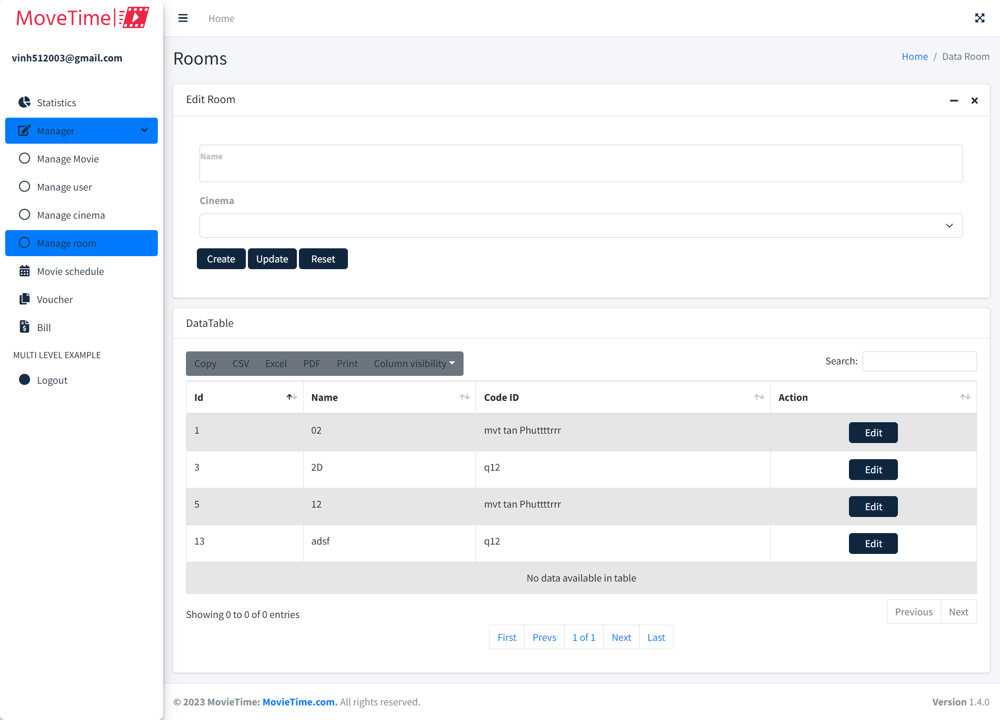 MoveTime
Home
vinh512003@gmail.com
Statistics
Manager
Manage Movie
Manage user
Manage cinema
Manage room
Movie schedule
Voucher
Bill
MULTI LEVEL EXAMPLE
Logout
Rooms
Home / Data Room
Edit Room
Name
Cinema
Create Update Reset
DataTable
Copy CSV Excel PDF Print Column visibility
Search:
Id Name Code ID Action
1 02 mvt tan Phuttttrrr Edit
3 2D q12 Edit
5 12 mvt tan Phuttttrrr Edit
13 adsf q12 Edit
No data available in table
Showing 0 to 0 of 0 entries
Previous Next
First Prevs 1 of 1 Next Last
© 2023 MovieTime: MovieTime.com. All rights reserved.
Version 1.4.0